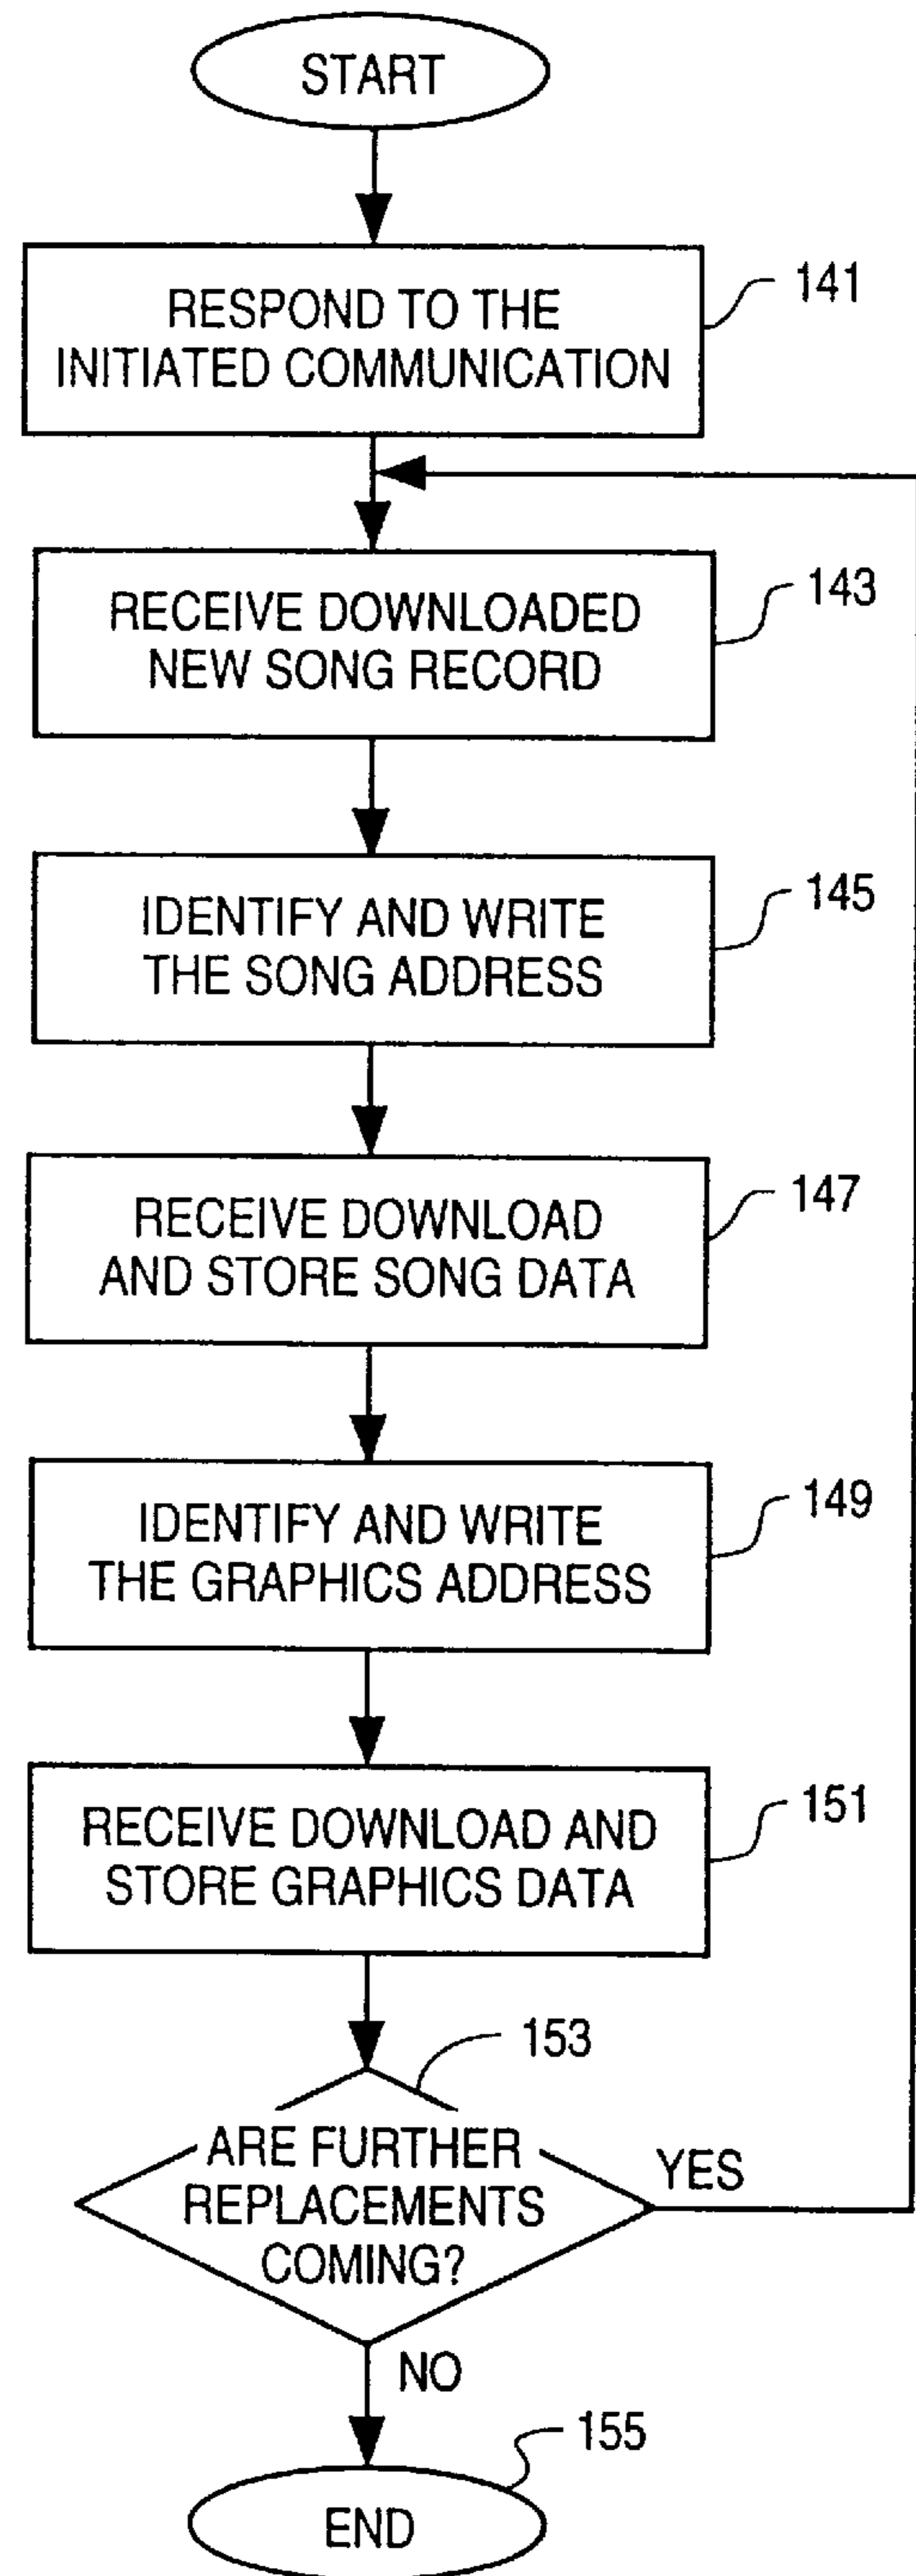 START
RESPOND TO THE
INITIATED COMMUNICATION
141
RECEIVE DOWNLOADED
NEW SONG RECORD
143
IDENTIFY AND WRITE
THE SONG ADDRESS
145
RECEIVE DOWNLOAD
AND STORE SONG DATA
147
IDENTIFY AND WRITE
THE GRAPHICS ADDRESS
149
RECEIVE DOWNLOAD AND
STORE GRAPHICS DATA
151
153
ARE FURTHER
REPLACEMENTS
COMING?
YES
NO
155
END